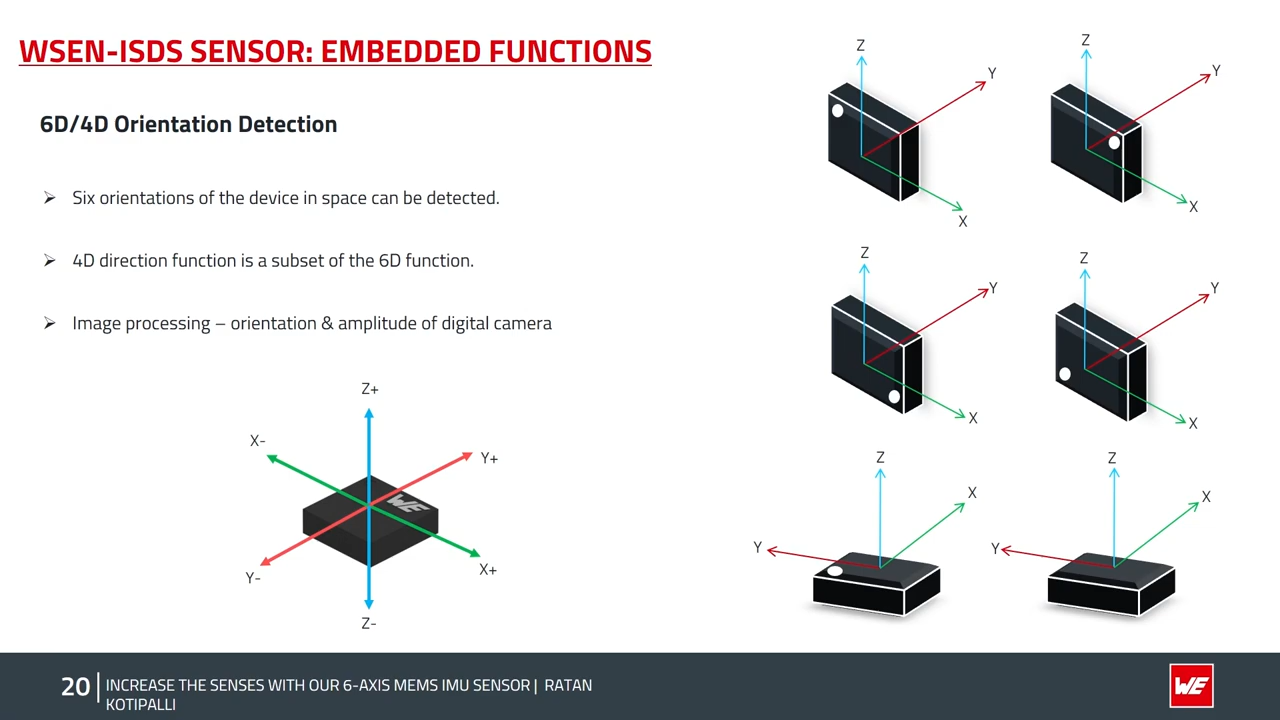 WSEN-ISDS SENSOR: EMBEDDED FUNCTIONS
6D/4D Orientation Detection
➢ Six orientations of the device in space can be detected.
➢ 4D direction function is a subset of the 6D function.
➢ Image processing – orientation & amplitude of digital camera
Z+
X-
Y+
WE
Y-
X+
Z-
Z
Y
X
Z
Y
X
Z
Y
X
Z
Y
X
Z
X
Y
Z
X
Y
20
INCREASE THE SENSES WITH OUR 6-AXIS MEMS IMU SENSOR | RATAN
KOTIPALLI
WE